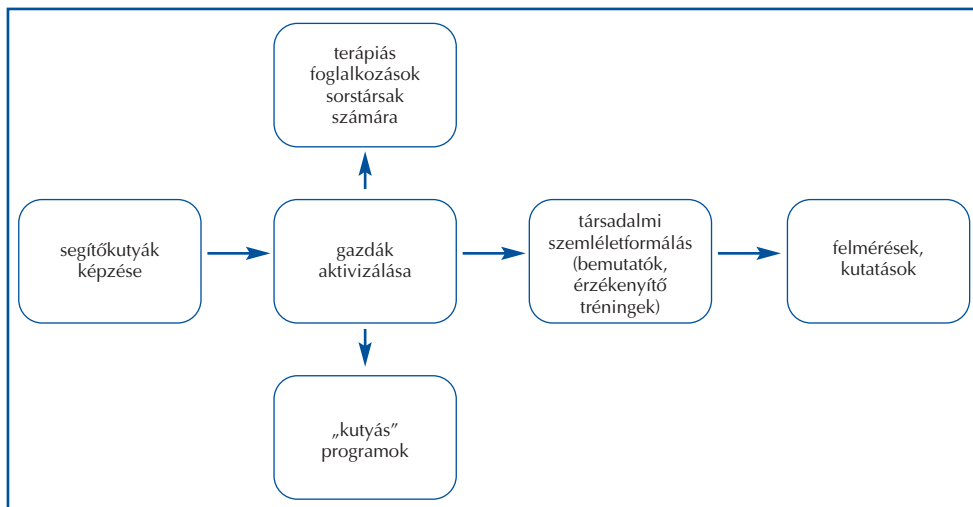 terápiás
foglalkozások
sorstársak
számára
segítőkutyák
képzése
gazdák
aktivizálása
társadalmi
szemléletformálás
(bemutatók,
érzékenyítő
tréningek)
felmérések,
kutatások
„kutyás”
programok